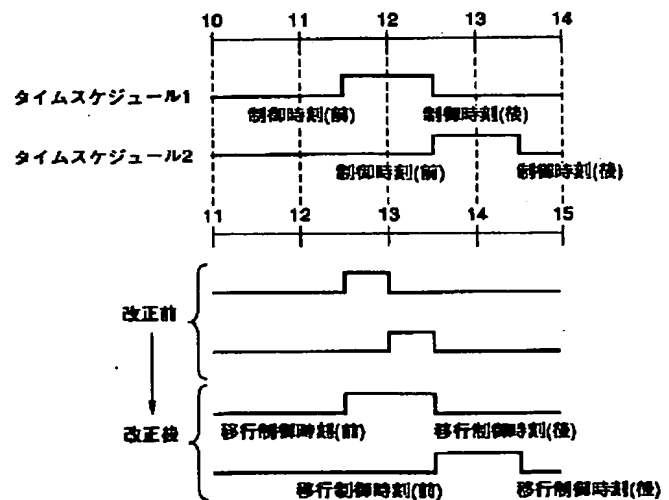 10 11 12 13 14
タイムスケジュール1
制御時刻(前) 制御時刻(後)
タイムスケジュール2
制御時刻(前) 制御時刻(後)
11 12 13 14 15
改正前
改正後
移行制御時刻(前) 移行制御時刻(後)
移行制御時刻(前) 移行制御時刻(後)